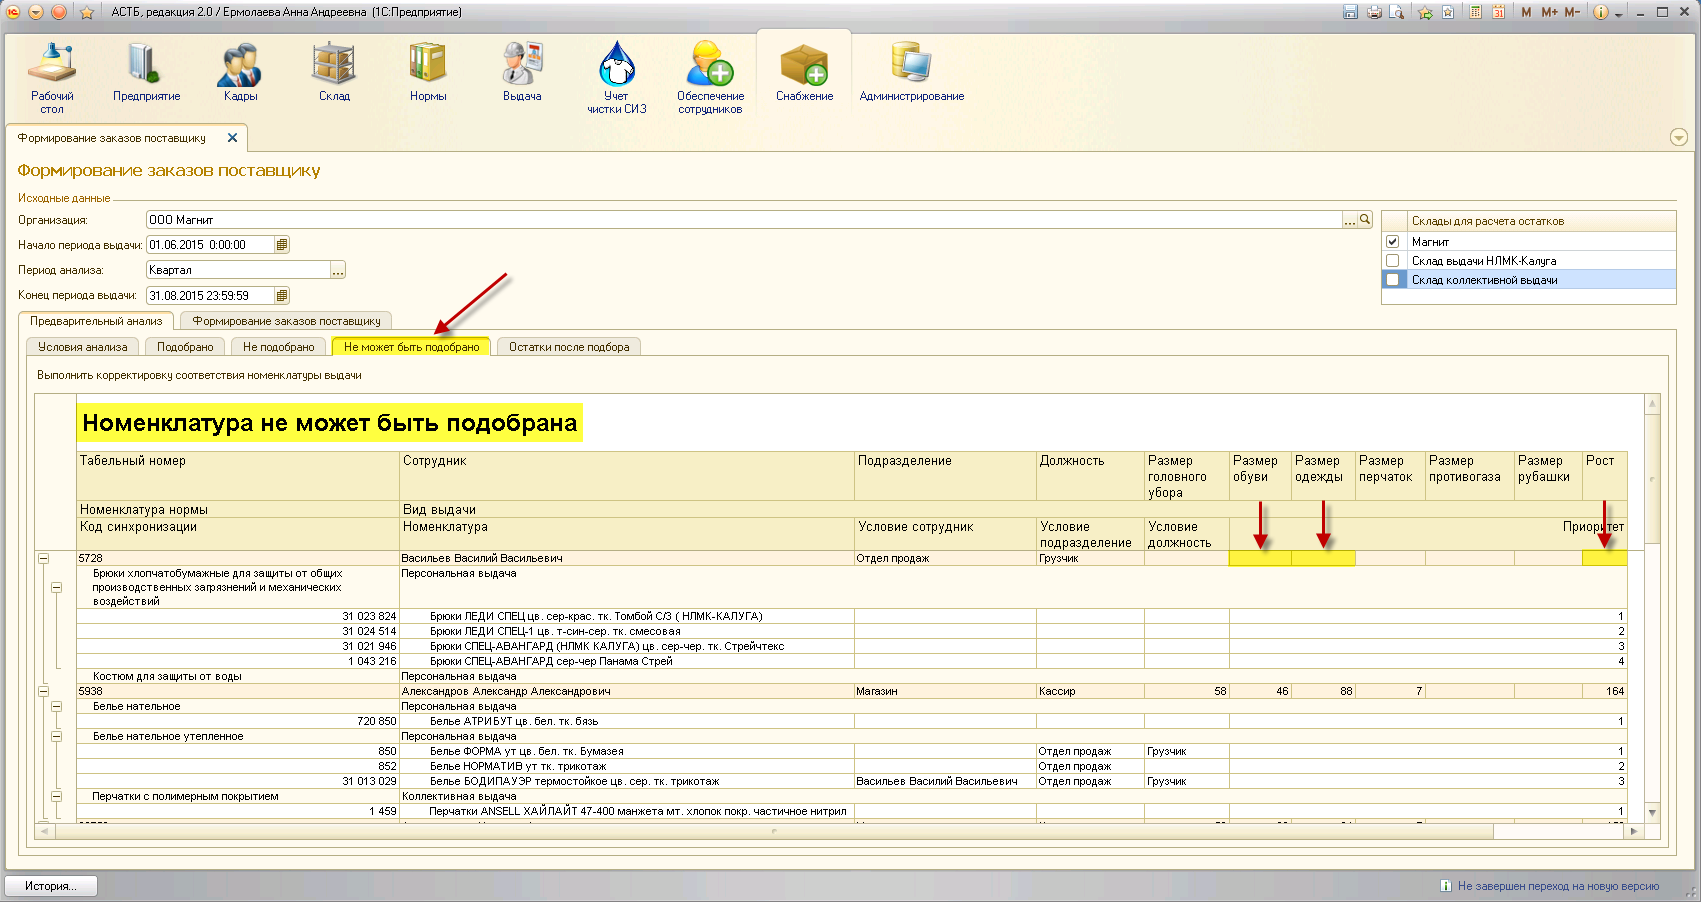 АСТБ, редакция 2.0 / Ермолаева Анна Андреевна (1С:Предприятие)
M M+ M-
Рабочий стол
Предприятие
Кадры
Склад
Нормы
Выдача
Учет чистки СИЗ
Обеспечение сотрудников
Снабжение
Администрирование
Формирование заказов поставщику
Формирование заказов поставщику
Исходные данные
Организация: ООО Магнит
Начало периода выдачи: 01.06.2015 0:00:00
Период анализа: Квартал
Конец периода выдачи: 31.08.2015 23:59:59
Склады для расчета остатков
Магнит
Склад выдачи НЛМК-Калуга
Склад коллективной выдачи
Предварительный анализ Формирование заказов поставщику
Условия анализа Подобрано Не подобрано Не может быть подобрано Остатки после подбора
Выполнить корректировку соответствия номенклатуры выдачи
Номенклатура не может быть подобрана
Табельный номер Сотрудник Подразделение Должность Размер головного убора Размер обуви Размер одежды Размер перчаток Размер противогаза Размер рубашки Рост
Номенклатура нормы Вид выдачи
Код синхронизации Номенклатура Условие сотрудник Условие подразделение Условие должность Приоритет
5728 Васильев Василий Васильевич Отдел продаж Грузчик
Брюки хлопчатобумажные для защиты от общих производственных загрязнений и механических воздействий Персональная выдача
31 023 824 Брюки ЛЕДИ СПЕЦ цв. сер-крас. тк. Томбой С/3 ( НЛМК-КАЛУГА) 1
31 024 514 Брюки ЛЕДИ СПЕЦ-1 цв. т-син-сер. тк. смесовая 2
31 021 946 Брюки СПЕЦ-АВАНГАРД (НЛМК КАЛУГА) цв. сер-чер. тк. Стрейчтекс 3
1 043 216 Брюки СПЕЦ-АВАНГАРД сер-чер Панама Стрей 4
Костюм для защиты от воды Персональная выдача
5938 Александров Александр Александрович Магазин Кассир 58 46 88 7 164
Белье нательное Персональная выдача
720 850 Белье АТРИБУТ цв. бел. тк. бязь 1
Белье нательное утепленное Персональная выдача
850 Белье ФОРМА ут цв. бел. тк. Бумазея Отдел продаж Грузчик 1
852 Белье НОРМАТИВ ут тк. трикотаж Отдел продаж 2
31 013 029 Белье БОДИПАУЭР термостойкое цв. сер. тк. трикотаж Васильев Василий Васильевич Отдел продаж Грузчик 3
Перчатки с полимерным покрытием Коллективная выдача
1 459 Перчатки ANSELL ХАЙЛАЙТ 47-400 манжета мт. хлопок покр. частичное нитрил 1
История...
Не завершен переход на новую версию